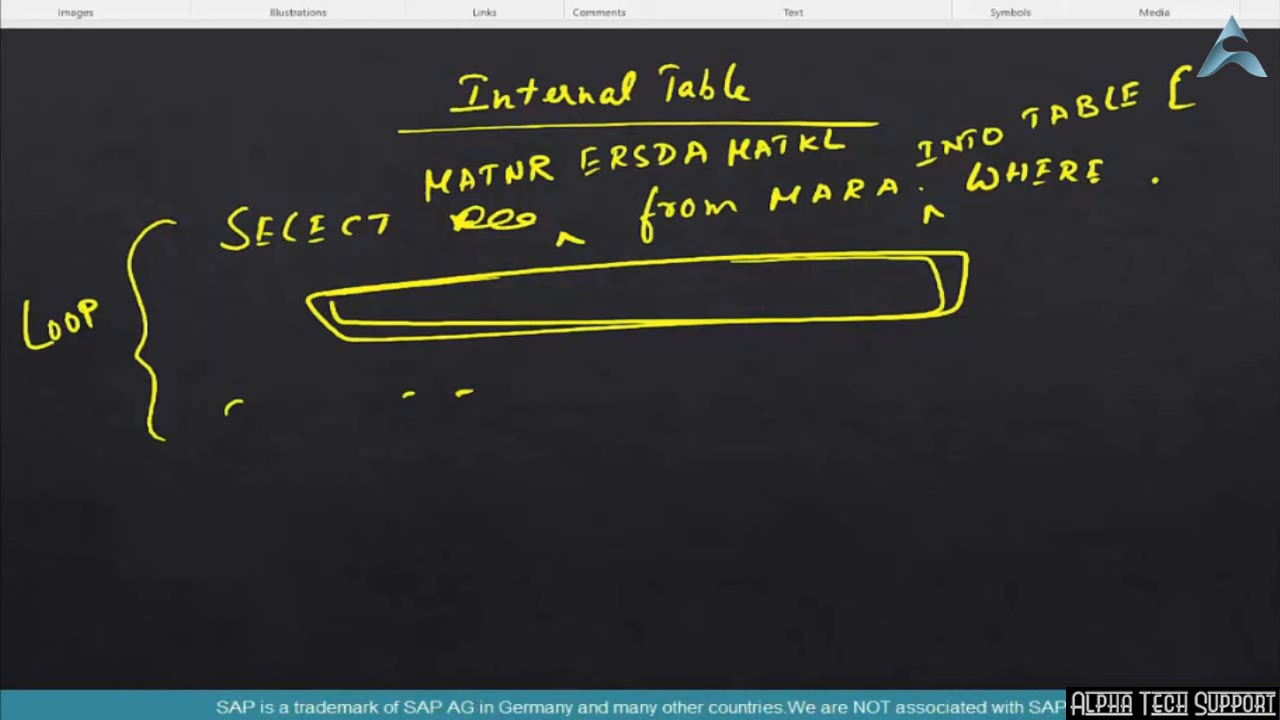 Images Illustrations Links Comments Text Symbols Media
Internal Table
INTO TABLE [
MATNR ERSDA MATKL
SELECT from MARA . WHERE .
LOOP
SAP is a trademark of SAP AG in Germany and many other countries.We are NOT associated with SAP
ALPHA TECH SUPPORT